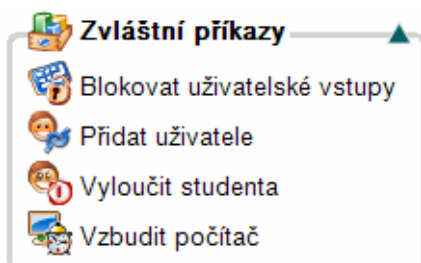 Zvláštní příkazy
Blokovat uživatelské vstupy
Přidat uživatele
Vyloučit studenta
Vzbudit počítač